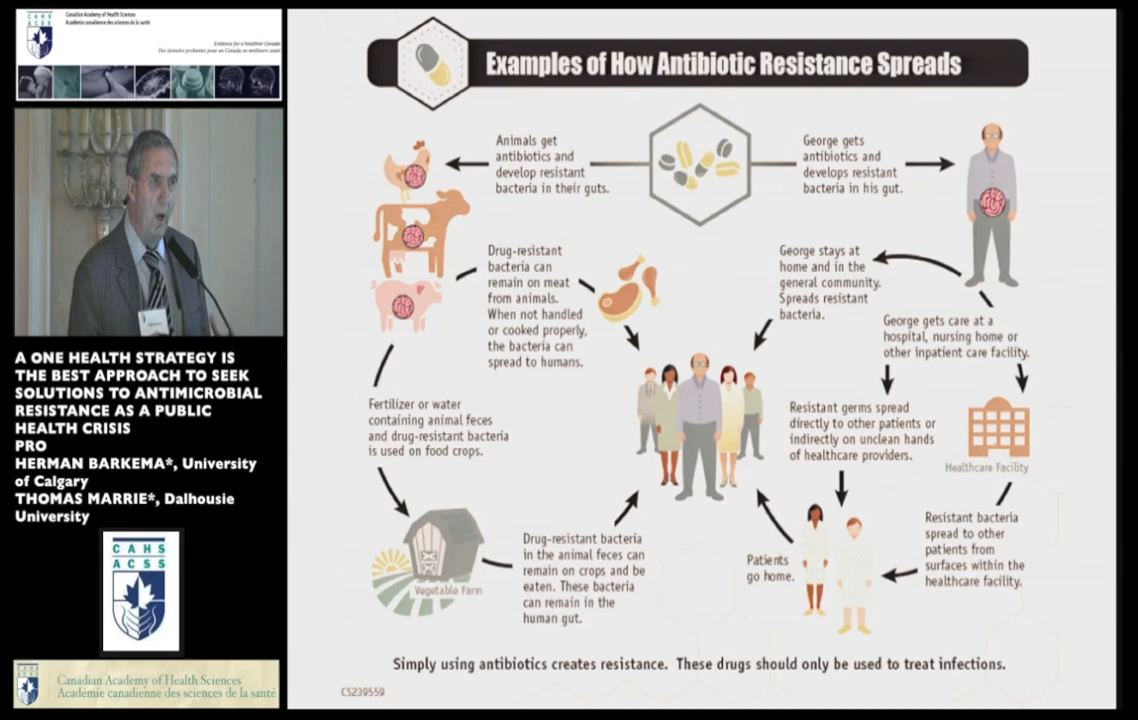 CAHS
ACSS
Canadian Academy of Health Sciences
Académie canadienne des sciences de la santé
Evidence for a healthier Canada
Des données probantes pour un Canada en meilleure santé
A ONE HEALTH STRATEGY IS
THE BEST APPROACH TO SEEK
SOLUTIONS TO ANTIMICROBIAL
RESISTANCE AS A PUBLIC
HEALTH CRISIS
PRO
HERMAN BARKEMA*, University
of Calgary
THOMAS MARRIE*, Dalhousie
University
CAHS
ACSS
Canadian Academy of Health Sciences
Académie canadienne des sciences de la santé
Examples of How Antibiotic Resistance Spreads
Animals get
antibiotics and
develop resistant
bacteria in their guts.
George gets
antibiotics and
develops resistant
bacteria in his gut.
Drug-resistant
bacteria can
remain on meat
from animals.
When not handled
or cooked properly,
the bacteria can
spread to humans.
George stays at
home and in the
general community.
Spreads resistant
bacteria.
George gets care at a
hospital, nursing home or
other inpatient care facility.
Fertilizer or water
containing animal feces
and drug-resistant bacteria
is used on food crops.
Resistant germs spread
directly to other patients or
indirectly on unclean hands
of healthcare providers.
Healthcare Facility
Vegetable Farm
Drug-resistant bacteria
in the animal feces can
remain on crops and be
eaten. These bacteria
can remain in the
human gut.
Patients
go home.
Resistant bacteria
spread to other
patients from
surfaces within the
healthcare facility.
Simply using antibiotics creates resistance. These drugs should only be used to treat infections.
CS239559